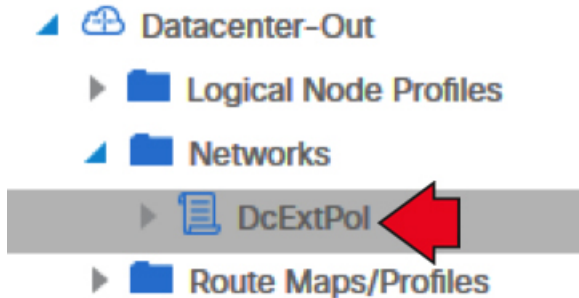 Datacenter-Out
Logical Node Profiles
Networks
DcExtPol
Route Maps/Profiles